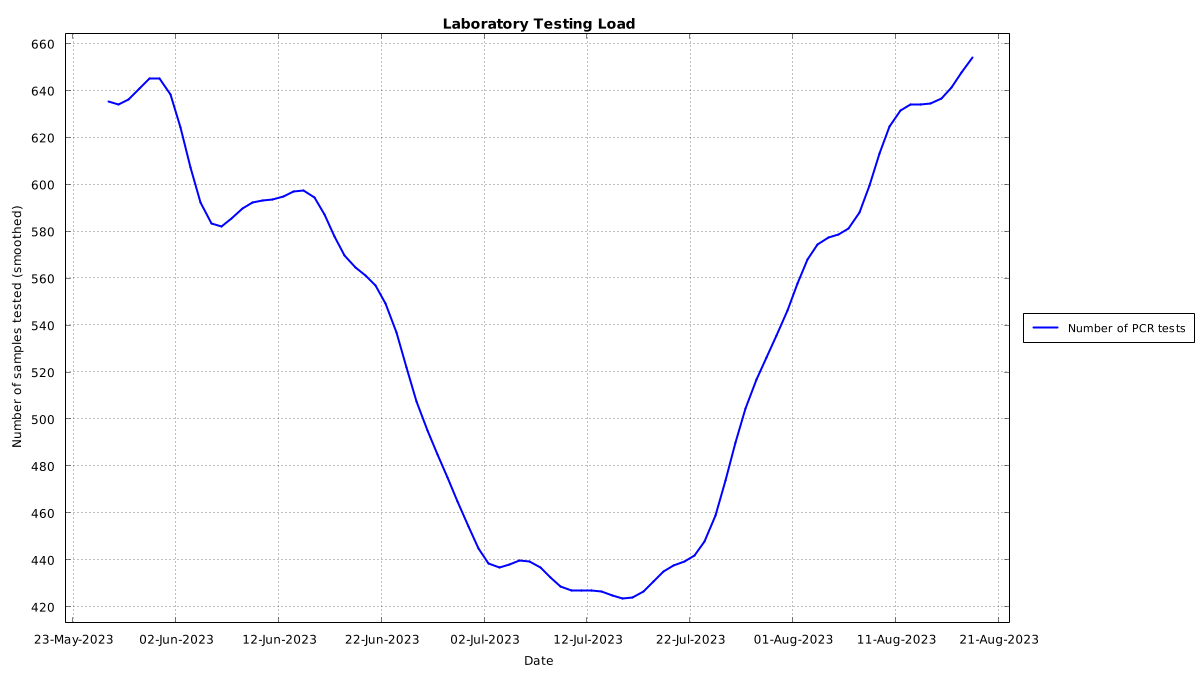 Laboratory Testing Load
Number of samples tested (smoothed)
660
640
620
600
580
560
540
520
500
480
460
440
420
23-May-2023 02-Jun-2023 12-Jun-2023 22-Jun-2023 02-Jul-2023 12-Jul-2023 22-Jul-2023 01-Aug-2023 11-Aug-2023 21-Aug-2023
Date
Number of PCR tests